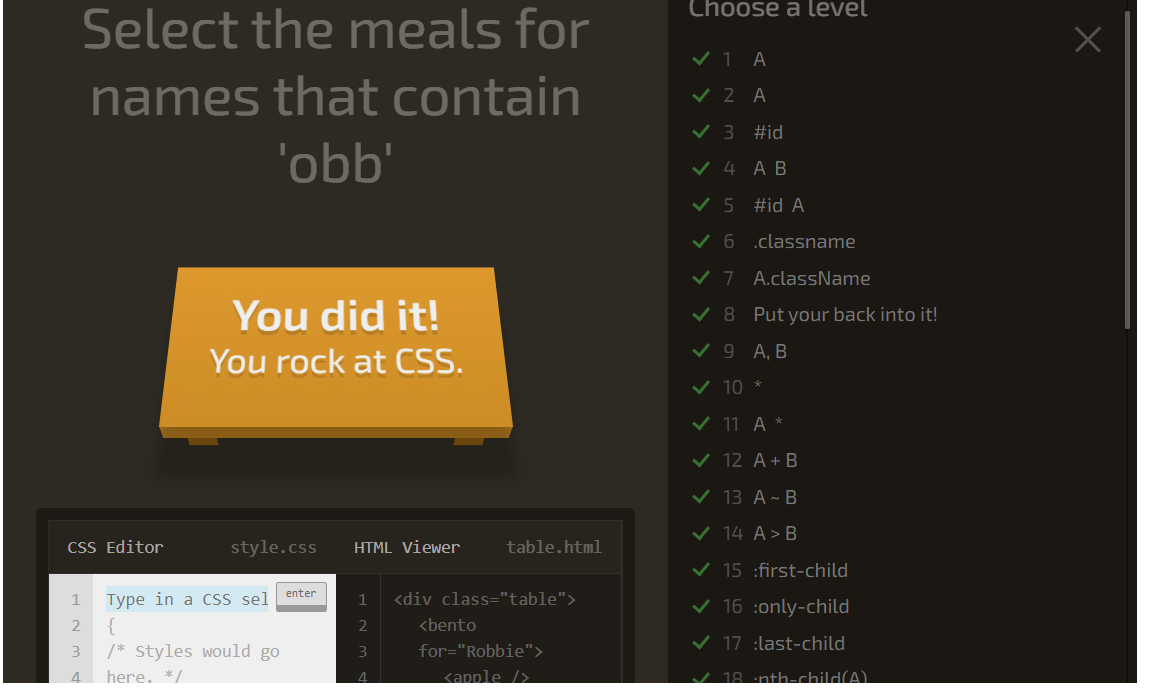 Select the meals for
names that contain
'obb'
You did it!
You rock at CSS.
CSS Editor style.css HTML Viewer table.html
1 Type in a CSS sel enter
2 {
3 /* Styles would go
4 here. */
1 <div class="table">
2 <bento
3 for="Robbie">
4 <apple />
Choose a level
1 A
2 A
3 #id
4 A B
5 #id A
6 .classname
7 A.className
8 Put your back into it!
9 A, B
10 *
11 A *
12 A + B
13 A ~ B
14 A > B
15 :first-child
16 :only-child
17 :last-child
18 :nth-child(A)